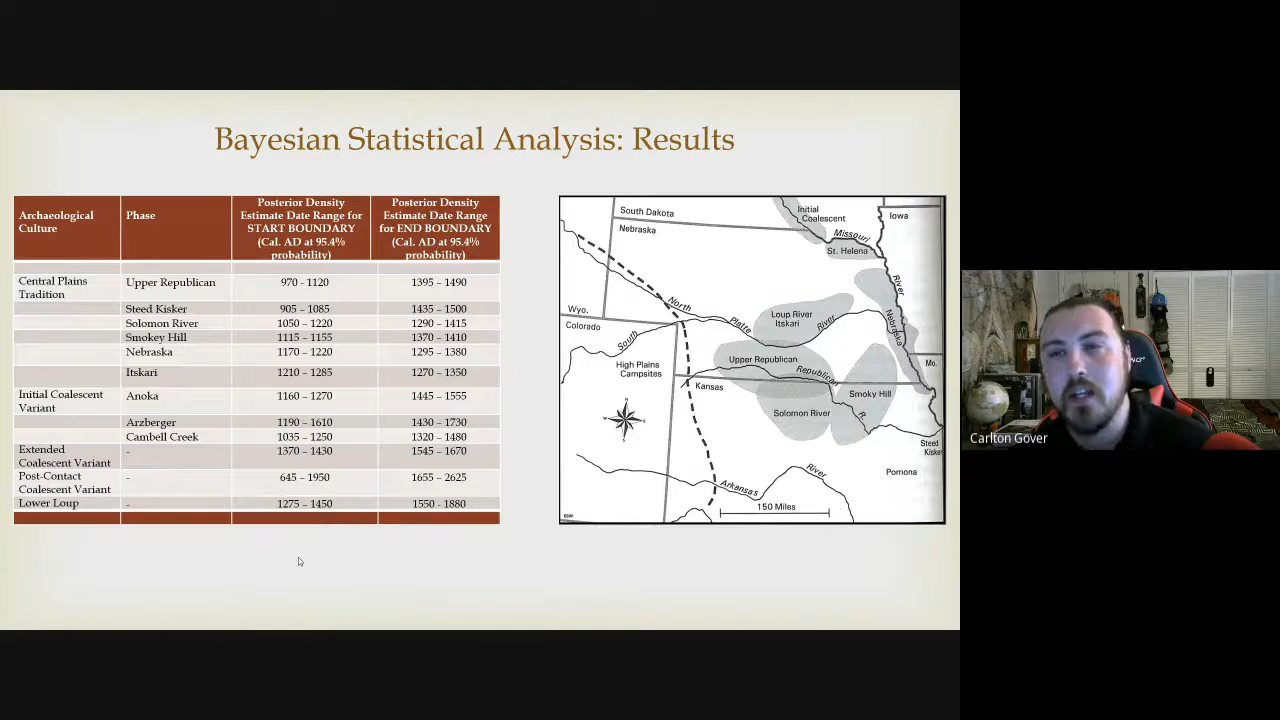 Bayesian Statistical Analysis: Results
Archaeological
Culture
Phase
Posterior Density
Estimate Date Range for
START BOUNDARY
(Cal. AD at 95.4%
probability)
Posterior Density
Estimate Date Range
for END BOUNDARY
(Cal. AD at 95.4%
probability)
Central Plains
Tradition
Upper Republican
970 - 1120
1395 - 1490
Steed Kisker
905 – 1085
1435 – 1500
Solomon River
1050 – 1220
1290 - 1415
Smokey Hill
1115 – 1155
1370 - 1410
Nebraska
1170 – 1220
1295 – 1380
Itskari
1210 - 1285
1270 - 1350
Initial Coalescent
Variant
Anoka
1160 - 1270
1445 - 1555
Arzberger
1190 – 1610
1430 – 1730
Cambell Creek
1035 – 1250
1320 – 1480
Extended
Coalescent Variant
-
1370 - 1430
1545 – 1670
Post-Contact
Coalescent Variant
-
645 – 1950
1655 – 2625
Lower Loup
-
1275 – 1450
1550 - 1880
South Dakota
Nebraska
Initial
Coalescent
Iowa
Missouri
St. Helena
River
Nebraska
Wyo.
Colorado
North
Platte
River
South
Loup River
Itskari
High Plains
Campsites
Upper Republican
Republican
R.
Kansas
Mo.
Smoky Hill
Solomon River
Steed
Kisker
Pomona
Arkansas
River
150 Miles
Carlton Gover